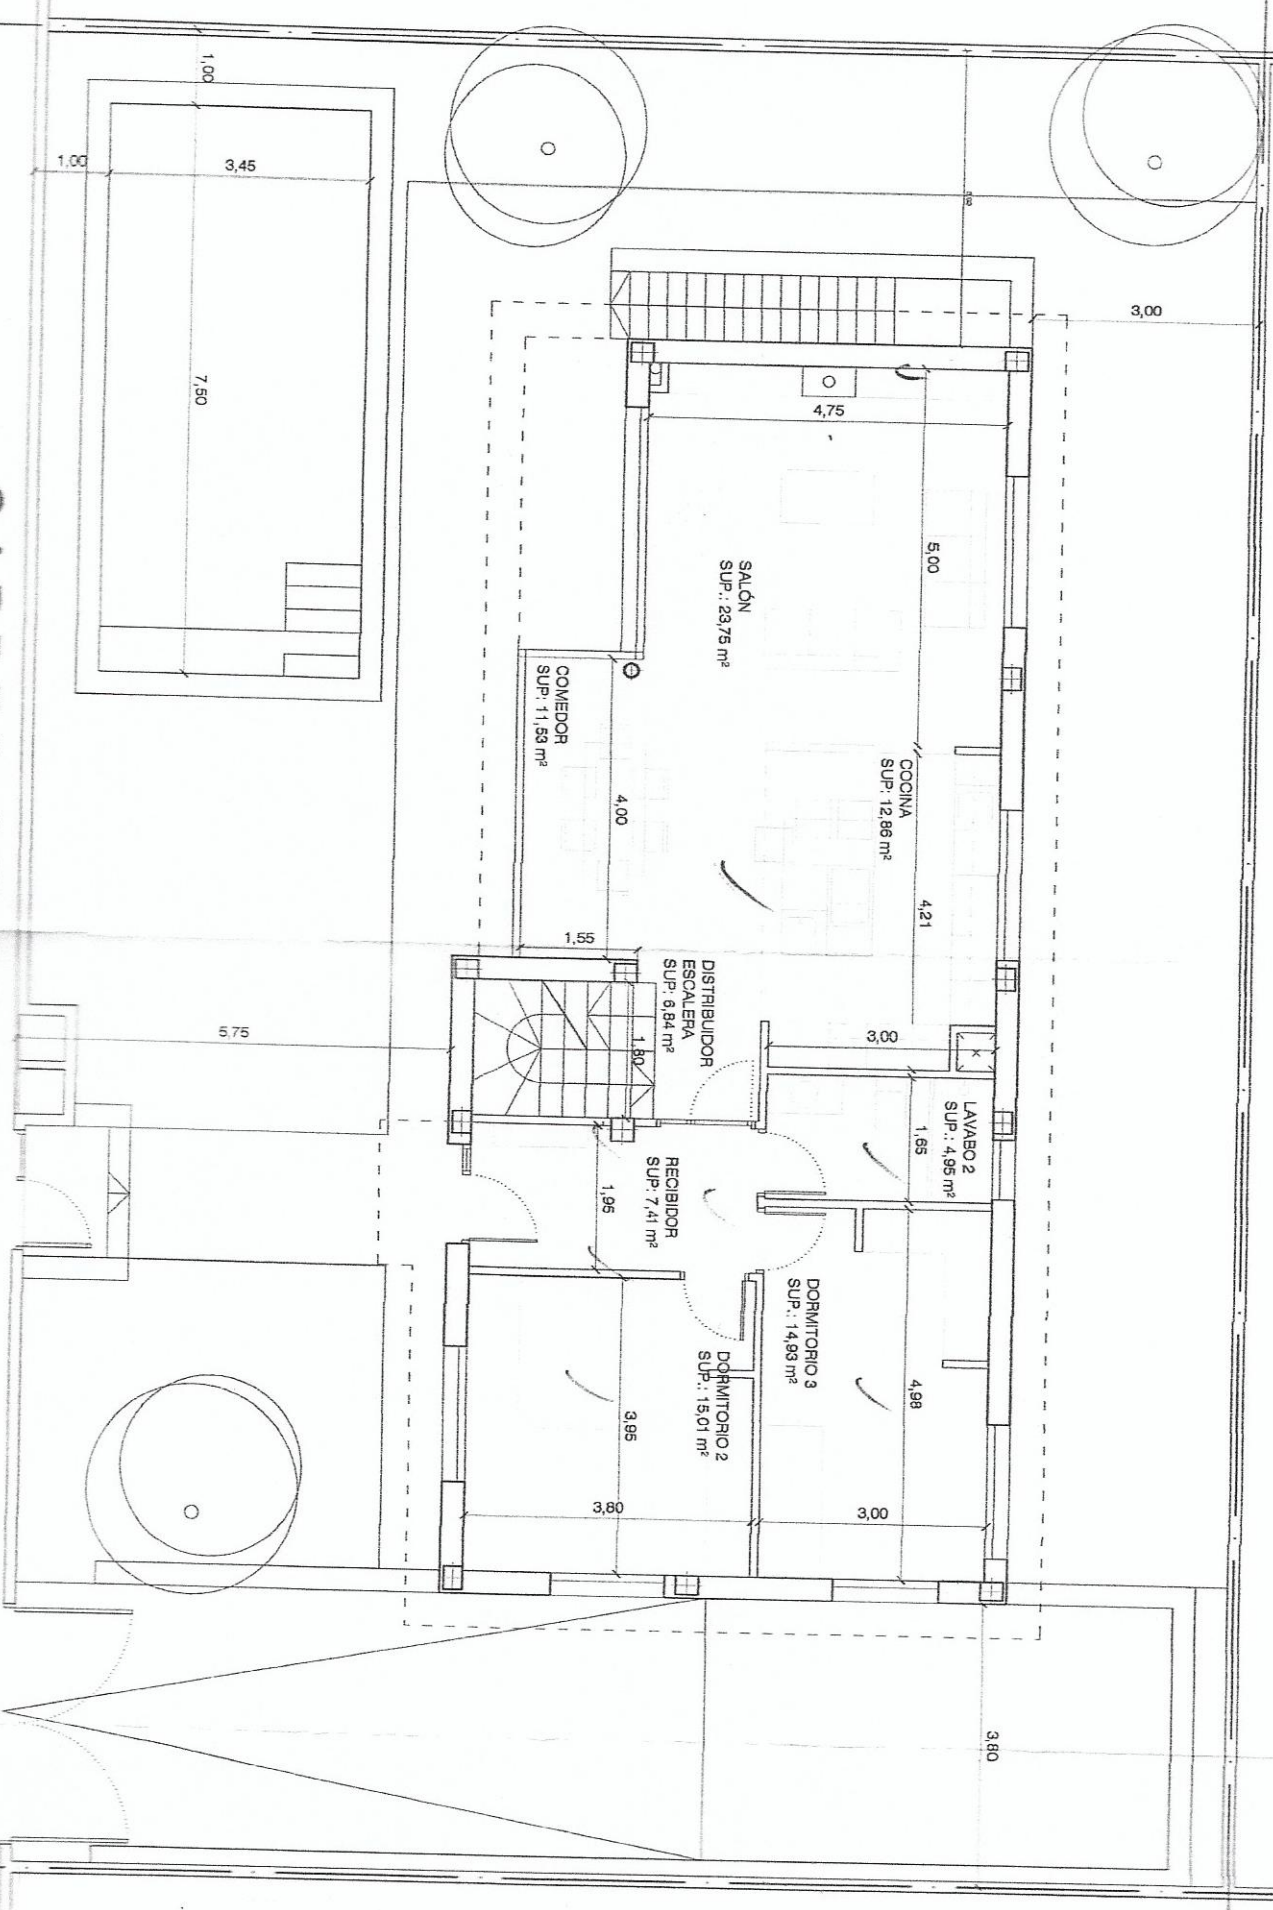 1,00
1,00
3,45
7,50
3,00
4,75
5,00
SALÓN
SUP.: 23,75 m²
COMEDOR
SUP: 11,53 m²
COCINA
SUP: 12,86 m²
4,00
4,21
1,55
DISTRIBUIDOR
ESCALERA
SUP: 6,84 m²
5,75
1,80
3,00
LAVABO 2
SUP.: 4,95 m²
1,65
RECIBIDOR
SUP: 7,41 m²
1,95
DORMITORIO 3
SUP.: 14,93 m²
DORMITORIO 2
SUP.: 15,01 m²
4,98
3,95
3,80
3,00
3,80